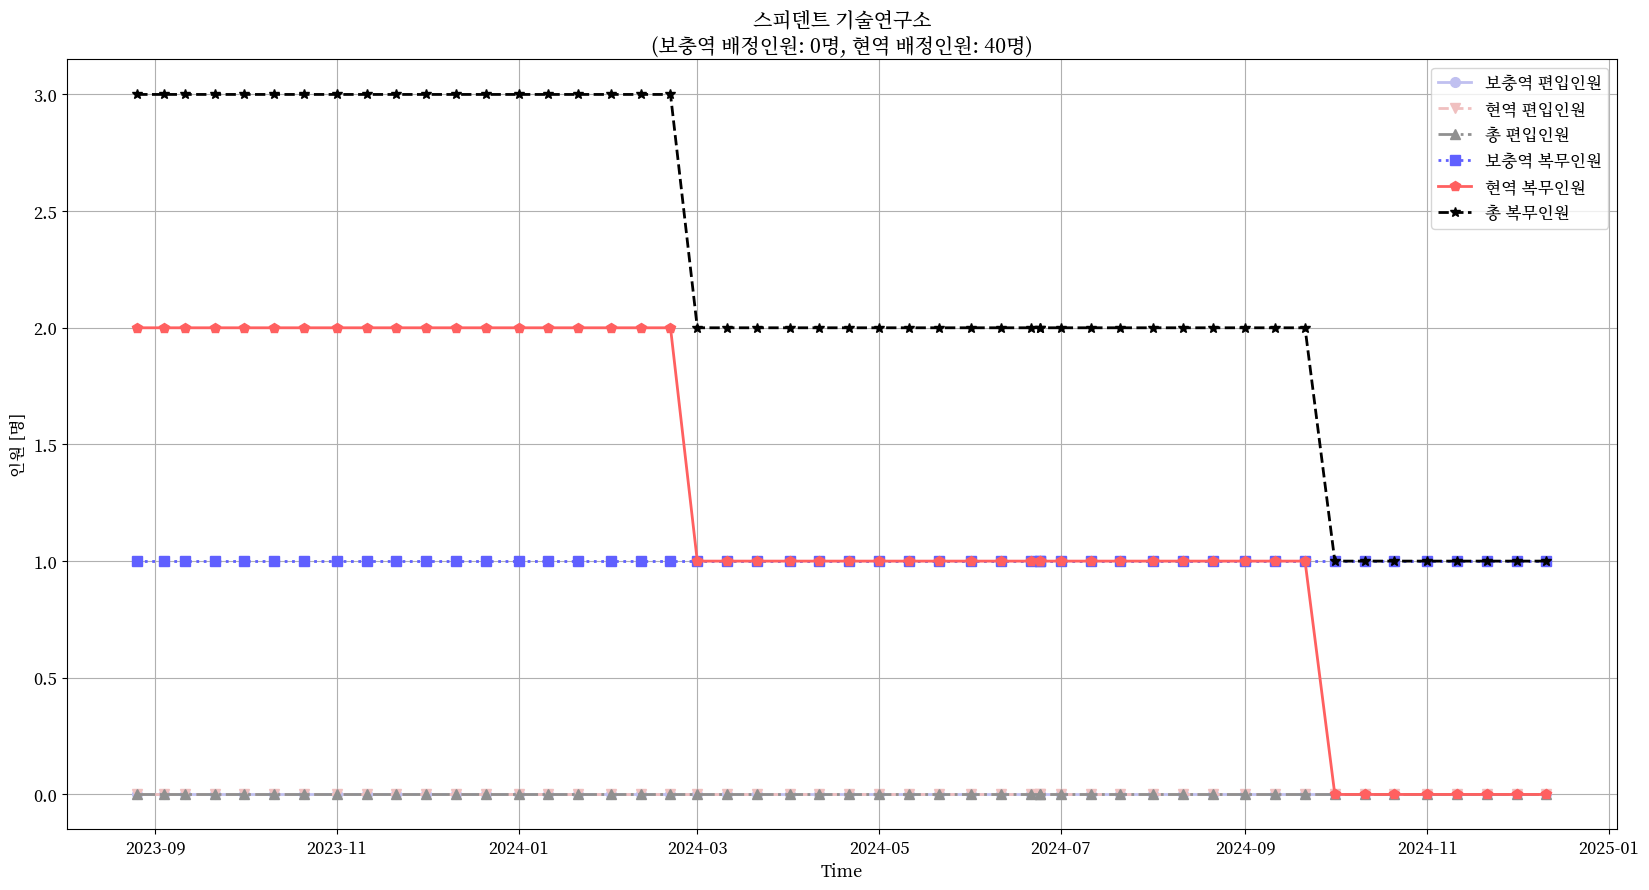 스피덴트 기술연구소
(보충역 배정인원: 0명, 현역 배정인원: 40명)
보충역 편입인원
현역 편입인원
총 편입인원
보충역 복무인원
현역 복무인원
총 복무인원
3.0
2.5
2.0
1.5
1.0
0.5
0.0
인원 [명]
2023-09
2023-11
2024-01
2024-03
2024-05
2024-07
2024-09
2024-11
2025-01
Time